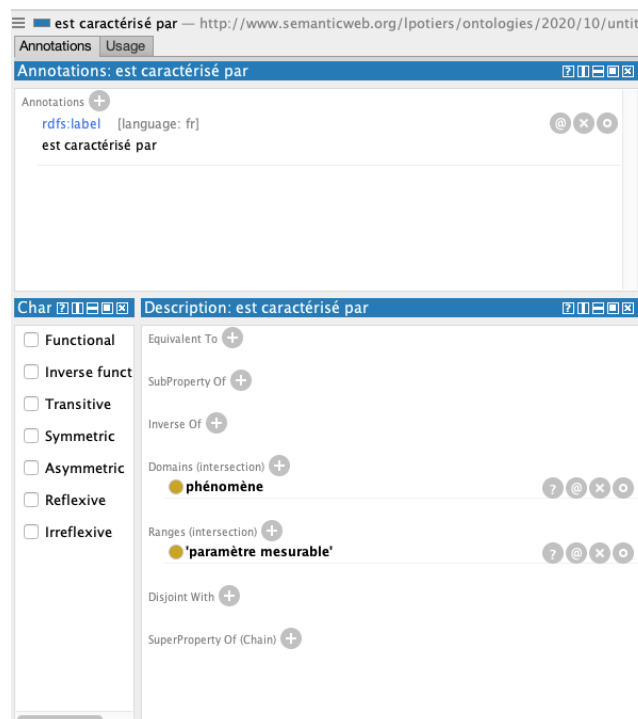 est caractérisé par — http://www.semanticweb.org/lpotiers/ontologies/2020/10/untit
Annotations Usage
Annotations: est caractérisé par
Annotations
rdfs:label [language: fr]
est caractérisé par
Char
Description: est caractérisé par
Functional
Inverse funct
Transitive
Symmetric
Asymmetric
Reflexive
Irreflexive
Equivalent To
SubProperty Of
Inverse Of
Domains (intersection)
phénomène
Ranges (intersection)
'paramètre mesurable'
Disjoint With
SuperProperty Of (Chain)